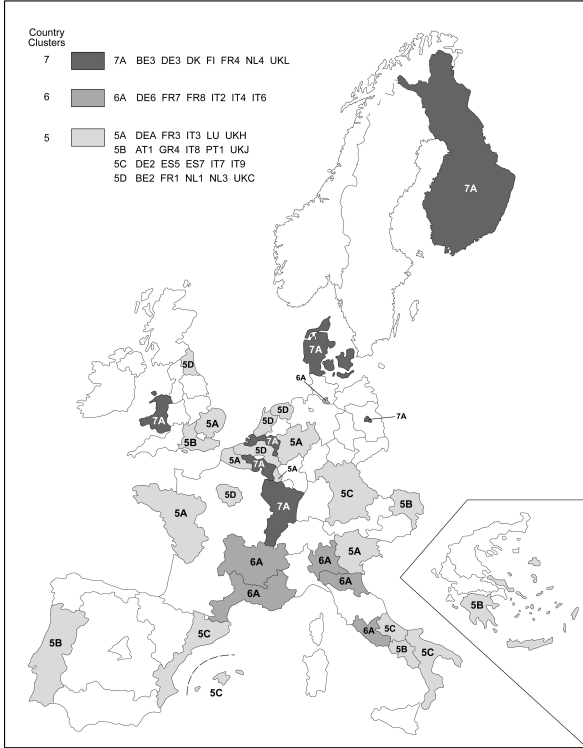 Country
Clusters
7 7A BE3 DE3 DK FI FR4 NL4 UKL
6 6A DE6 FR7 FR8 IT2 IT4 IT6
5 5A DEA FR3 IT3 LU UKH
5B AT1 GR4 IT8 PT1 UKJ
5C DE2 ES5 ES7 IT7 IT9
5D BE2 FR1 NL1 NL3 UKC
7A
7A
6A
5D
7A
7A
5A
5B
5D
5D
7A
5A
5D
5A
7A
5A
5D
5C
5B
5A
7A
6A
6A
5A
6A
6A
5B
5B
6A
5C
5C
5B
5C
5C